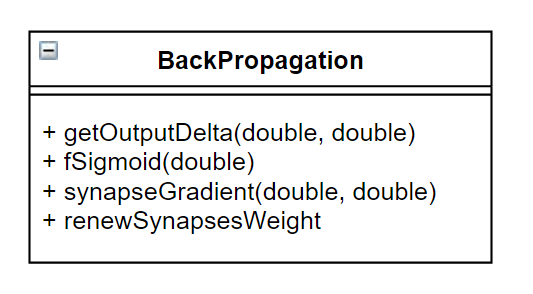 BackPropagation
+ getOutputDelta(double, double)
+ fSigmoid(double)
+ synapseGradient(double, double)
+ renewSynapsesWeight